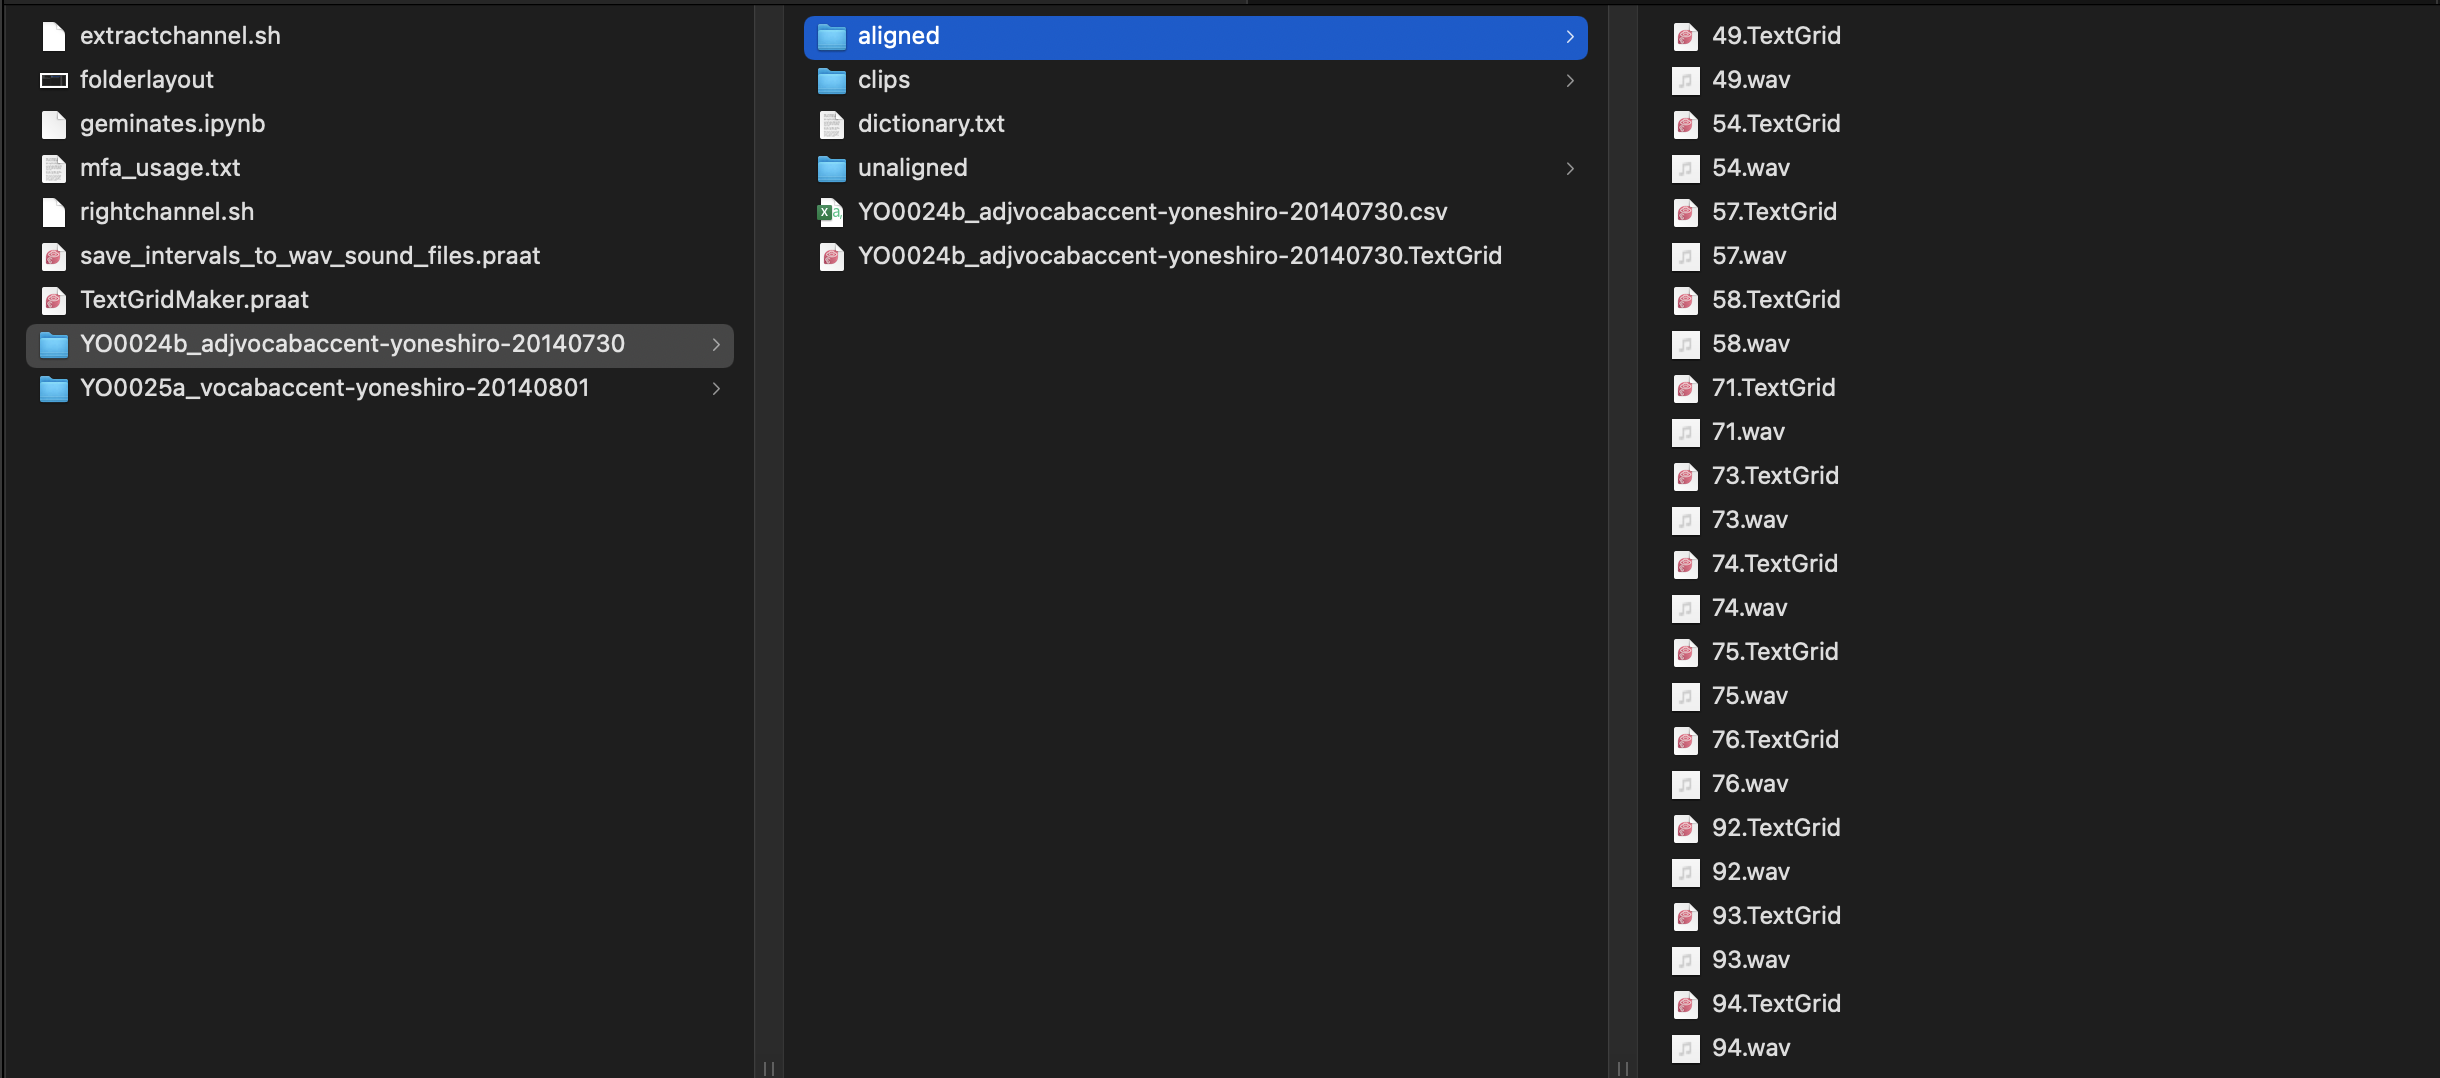 extractchannel.sh
folderlayout
geminates.ipynb
mfa_usage.txt
rightchannel.sh
save_intervals_to_wav_sound_files.praat
TextGridMaker.praat
YO0024b_adjvocabaccent-yoneshiro-20140730
YO0025a_vocabaccent-yoneshiro-20140801
aligned
clips
dictionary.txt
unaligned
YO0024b_adjvocabaccent-yoneshiro-20140730.csv
YO0024b_adjvocabaccent-yoneshiro-20140730.TextGrid
49.TextGrid
49.wav
54.TextGrid
54.wav
57.TextGrid
57.wav
58.TextGrid
58.wav
71.TextGrid
71.wav
73.TextGrid
73.wav
74.TextGrid
74.wav
75.TextGrid
75.wav
76.TextGrid
76.wav
92.TextGrid
92.wav
93.TextGrid
93.wav
94.TextGrid
94.wav